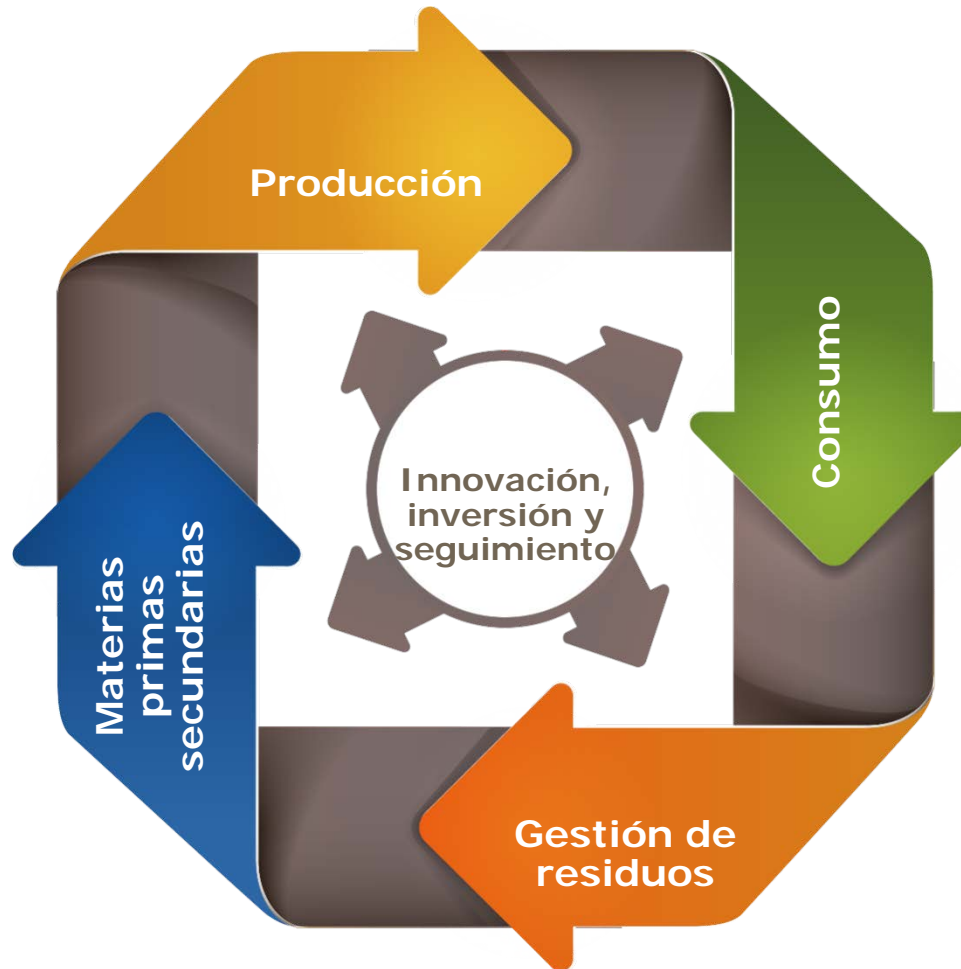 Producción
Consumo
Innovación,
inversión y
seguimiento
Materias
primas
secundarias
Gestión de
residuos